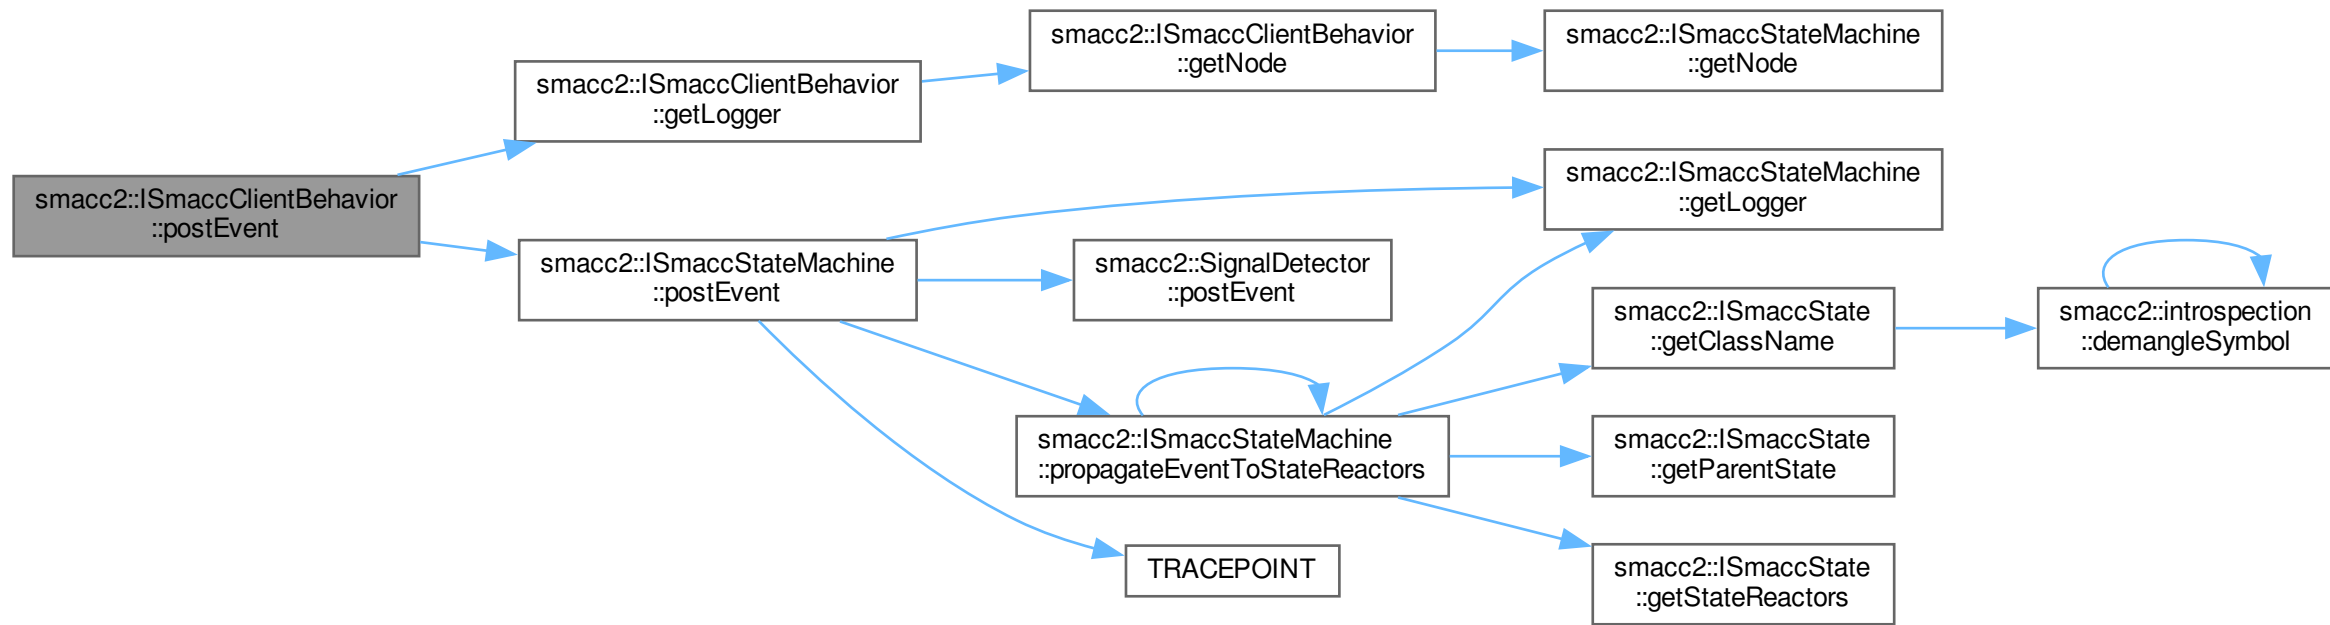 smacc2::ISmaccClientBehavior
::postEvent
smacc2::ISmaccClientBehavior
::getLogger
smacc2::ISmaccClientBehavior
::getNode
smacc2::ISmaccStateMachine
::getNode
smacc2::ISmaccStateMachine
::postEvent
smacc2::ISmaccStateMachine
::getLogger
smacc2::SignalDetector
::postEvent
smacc2::ISmaccStateMachine
::propagateEventToStateReactors
smacc2::ISmaccState
::getClassName
smacc2::introspection
::demangleSymbol
smacc2::ISmaccState
::getParentState
smacc2::ISmaccState
::getStateReactors
TRACEPOINT